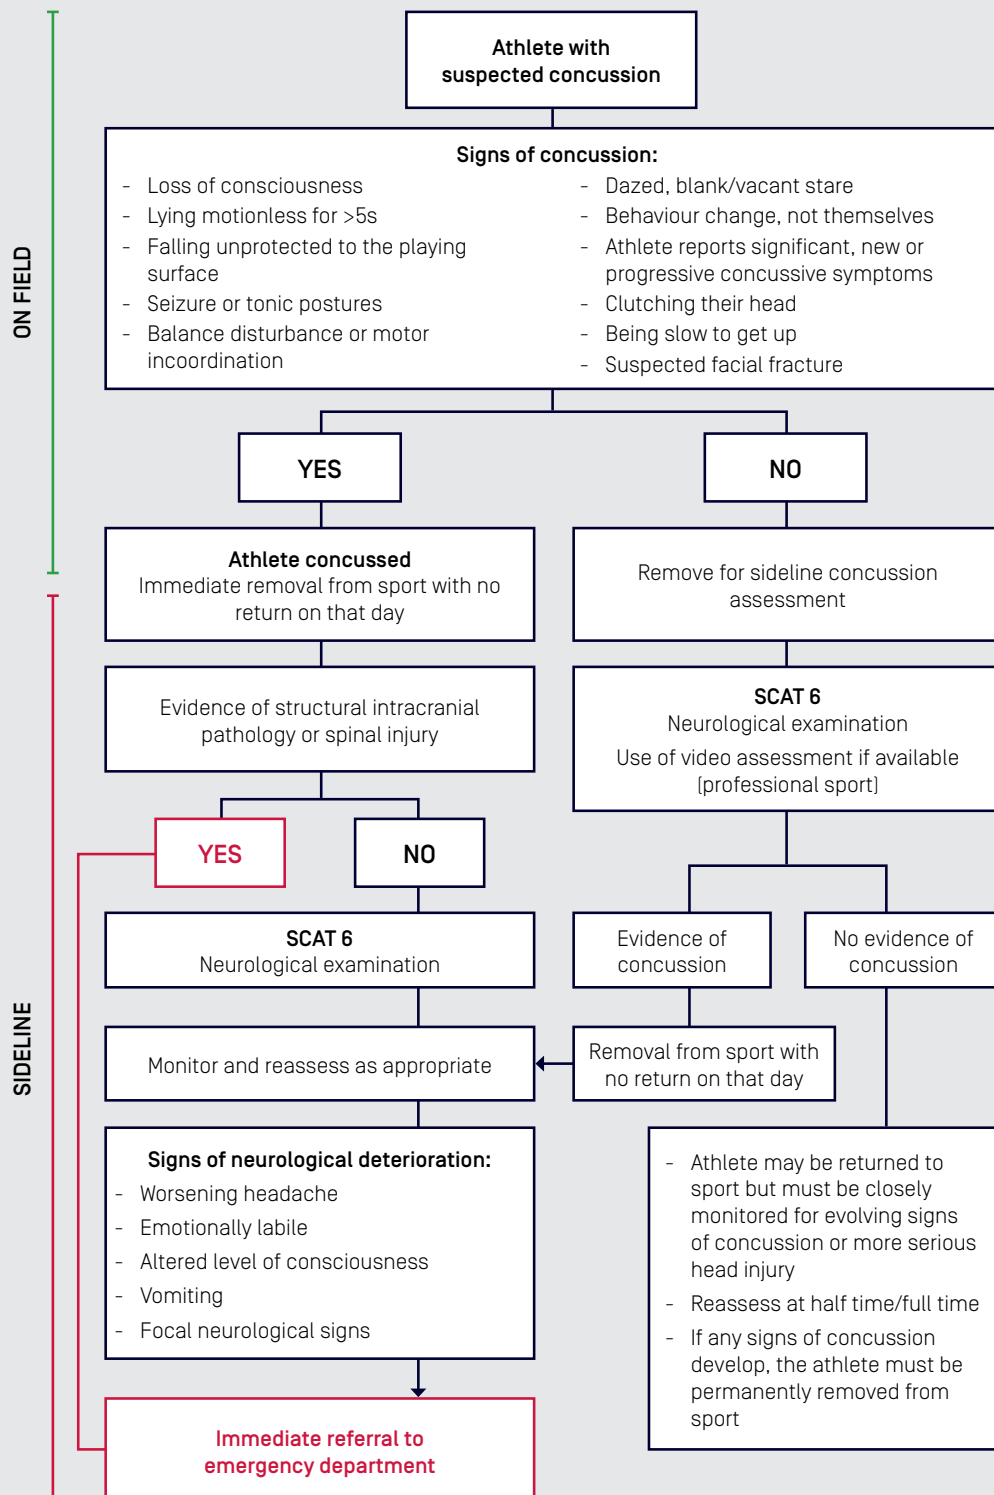 Athlete with
suspected concussion
ON FIELD
Signs of concussion:
- Loss of consciousness
- Lying motionless for >5s
- Falling unprotected to the playing
surface
- Seizure or tonic postures
- Balance disturbance or motor
incoordination
- Dazed, blank/vacant stare
- Behaviour change, not themselves
- Athlete reports significant, new or
progressive concussive symptoms
- Clutching their head
- Being slow to get up
- Suspected facial fracture
YES
NO
Athlete concussed
Immediate removal from sport with no
return on that day
Remove for sideline concussion
assessment
SIDELINE
Evidence of structural intracranial
pathology or spinal injury
SCAT 6
Neurological examination
Use of video assessment if available
(professional sport)
YES
NO
SCAT 6
Neurological examination
Evidence of
concussion
No evidence of
concussion
Monitor and reassess as appropriate
Removal from sport with
no return on that day
Signs of neurological deterioration:
- Worsening headache
- Emotionally labile
- Altered level of consciousness
- Vomiting
- Focal neurological signs
- Athlete may be returned to
sport but must be closely
monitored for evolving signs
of concussion or more serious
head injury
- Reassess at half time/full time
- If any signs of concussion
develop, the athlete must be
permanently removed from
sport
Immediate referral to
emergency department